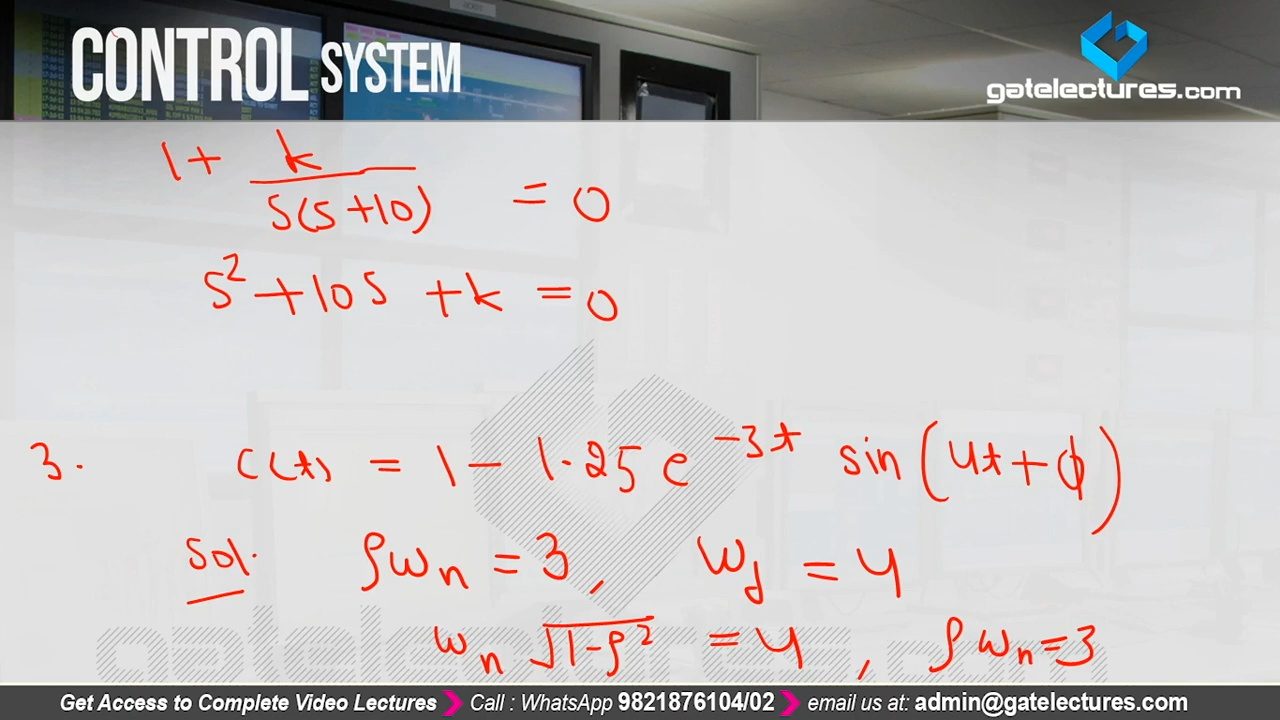 CONTROL SYSTEM
gatelectures.com
1 + k / s(s+10) = 0
s² + 10s + k = 0
3. c(t) = 1 - 1.25 e^-3t sin(4t + ϕ)
Sol. ρωn = 3, ωd = 4
ωn √1-ρ² = 4, ρωn = 3
gatelectures.com
Get Access to Complete Video Lectures Call : WhatsApp 9821876104/02 email us at: admin@gatelectures.com